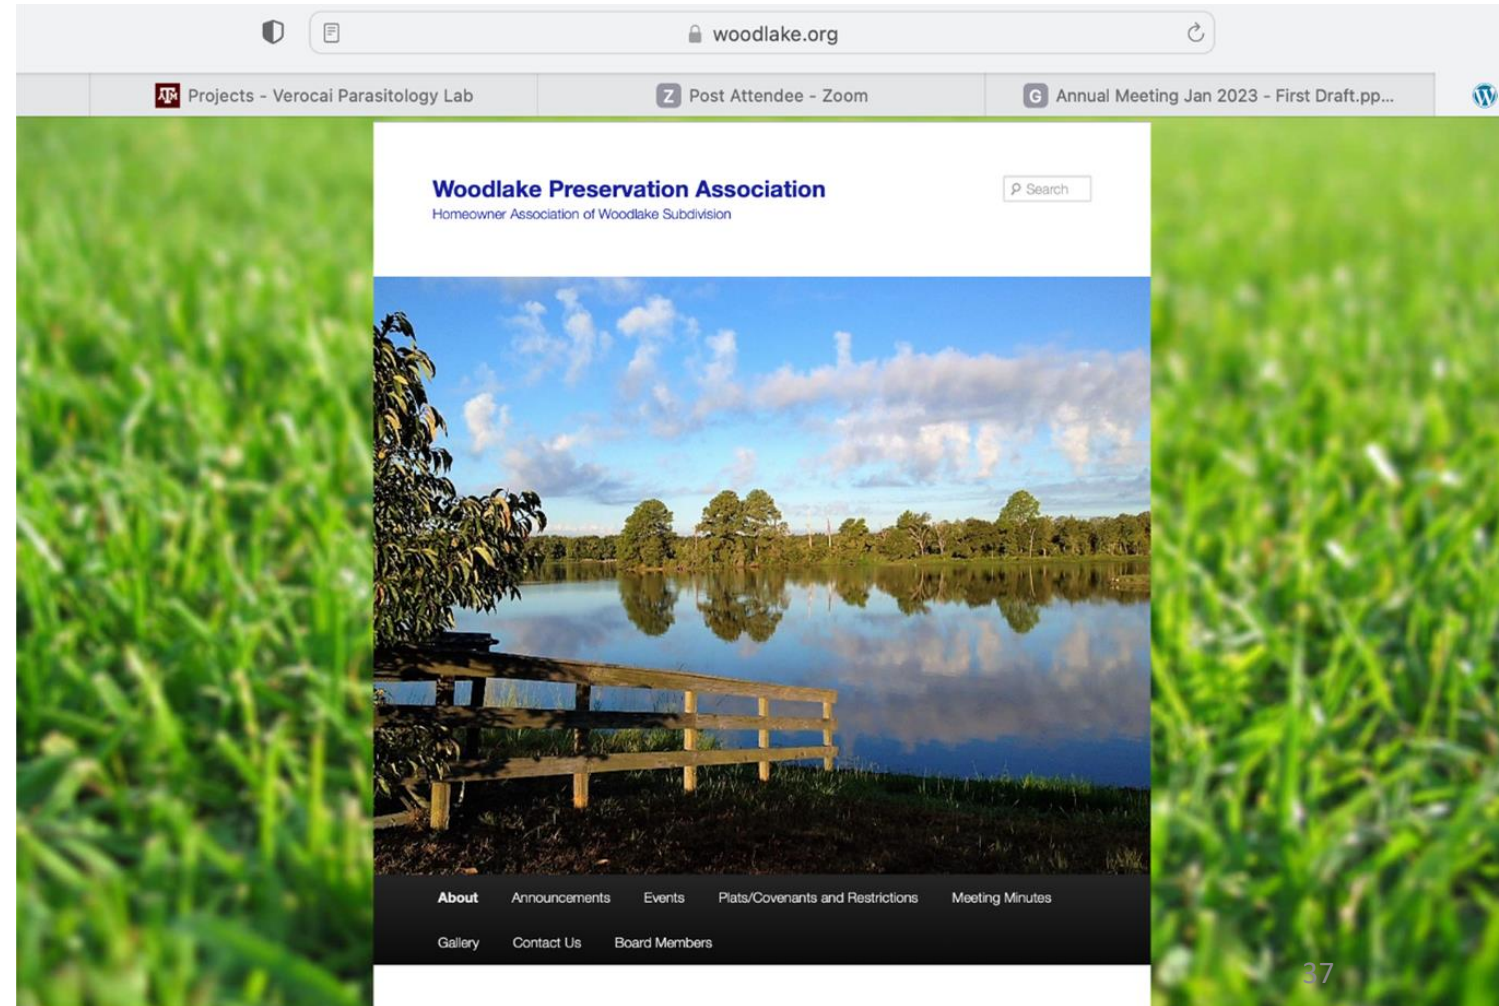 woodlake.org
Projects - Verocai Parasitology Lab
Z Post Attendee - Zoom
G Annual Meeting Jan 2023 - First Draft.pp...
Woodlake Preservation Association
Homeowner Association of Woodlake Subdivision
Search
About Announcements Events Plats/Covenants and Restrictions Meeting Minutes
Gallery Contact Us Board Members
37